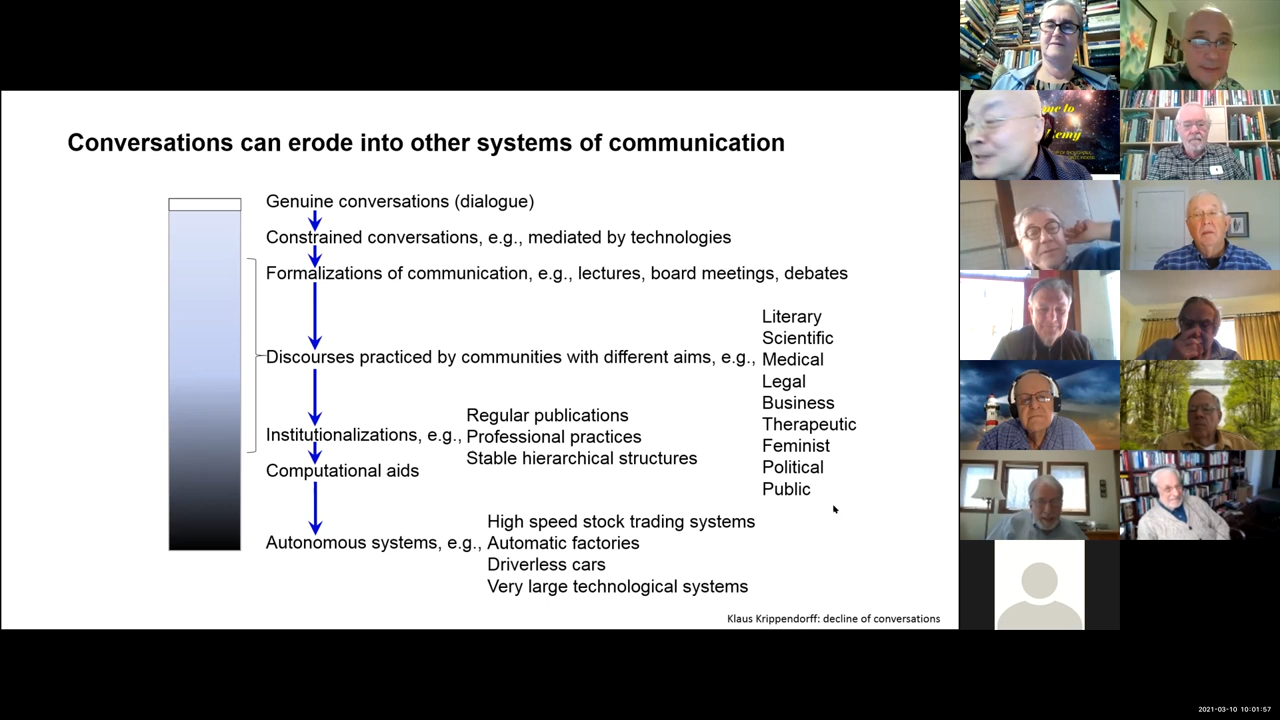 Conversations can erode into other systems of communication
Genuine conversations (dialogue)
Constrained conversations, e.g., mediated by technologies
Formalizations of communication, e.g., lectures, board meetings, debates
Discourses practiced by communities with different aims, e.g.,
Literary
Scientific
Medical
Legal
Business
Therapeutic
Feminist
Political
Public
Institutionalizations, e.g.,
Regular publications
Professional practices
Stable hierarchical structures
Computational aids
Autonomous systems, e.g.,
High speed stock trading systems
Automatic factories
Driverless cars
Very large technological systems
Klaus Krippendorff: decline of conversations
me to
2021-03-10 10:01:57